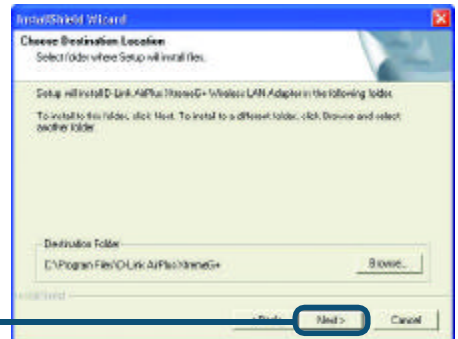 InstallShield Wizard
Choose Destination Location
Select folder where Setup will install files.
Setup will install D-Link AirPlus XtremeG+ Wireless LAN Adapter in the following folder.
To install to this folder, click Next. To install to a different folder, click Browse and select
another folder.
Destination Folder
C:\Program Files\D-Link AirPlus XtremeG+
Browse...
InstallShield
< Back
Next >
Cancel